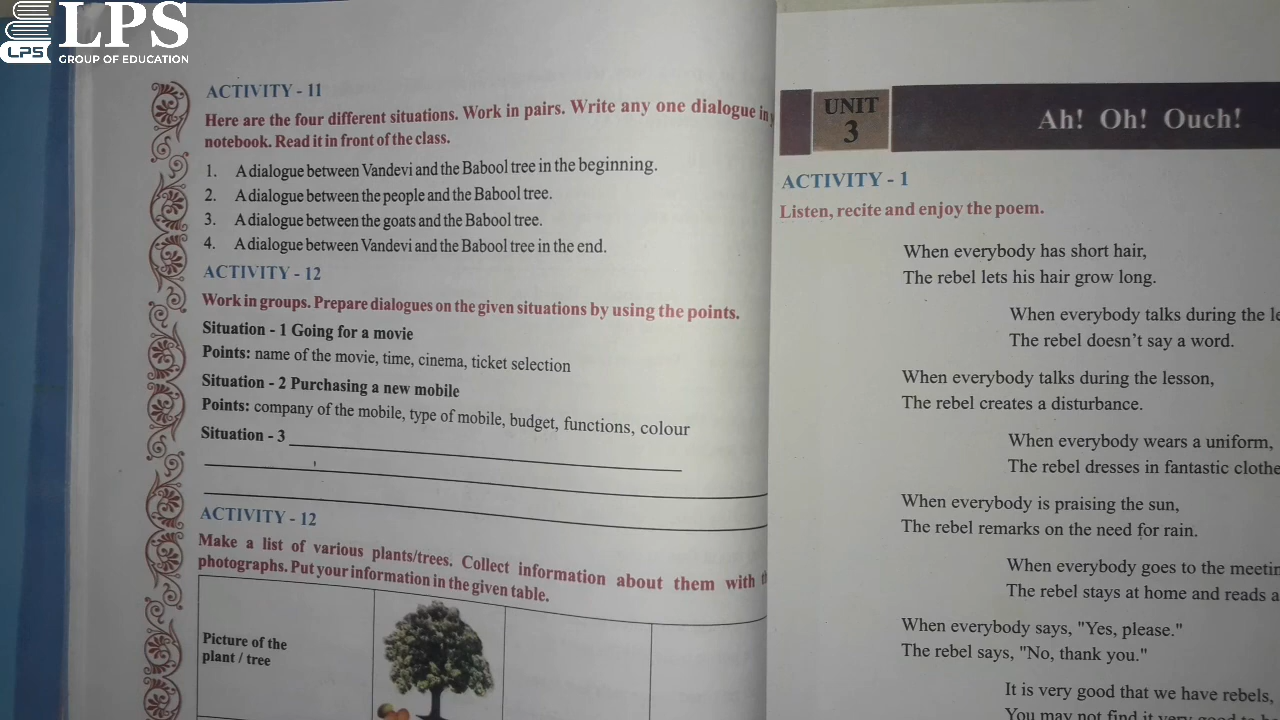 LPS
LPS
GROUP OF EDUCATION
ACTIVITY - 11
Here are the four different situations. Work in pairs. Write any one dialogue in
notebook. Read it in front of the class.
1. A dialogue between Vandevi and the Babool tree in the beginning.
2. A dialogue between the people and the Babool tree.
3. A dialogue between the goats and the Babool tree.
4. A dialogue between Vandevi and the Babool tree in the end.
ACTIVITY - 12
Work in groups. Prepare dialogues on the given situations by using the points.
Situation - 1 Going for a movie
Points: name of the movie, time, cinema, ticket selection
Situation - 2 Purchasing a new mobile
Points: company of the mobile, type of mobile, budget, functions, colour
Situation - 3
ACTIVITY - 12
Make a list of various plants/trees. Collect information about them with
photographs. Put your information in the given table.
Picture of the
plant / tree
UNIT
3
Ah! Oh! Ouch!
ACTIVITY - 1
Listen, recite and enjoy the poem.
When everybody has short hair,
The rebel lets his hair grow long.
When everybody talks during the
The rebel doesn't say a word.
When everybody talks during the lesson,
The rebel creates a disturbance.
When everybody wears a uniform,
The rebel dresses in fantastic
When everybody is praising the sun,
The rebel remarks on the need for rain.
When everybody goes to the
The rebel stays at home and reads
When everybody says, "Yes, please."
The rebel says, "No, thank you."
It is very good that we have rebels,
You may not find it very good to